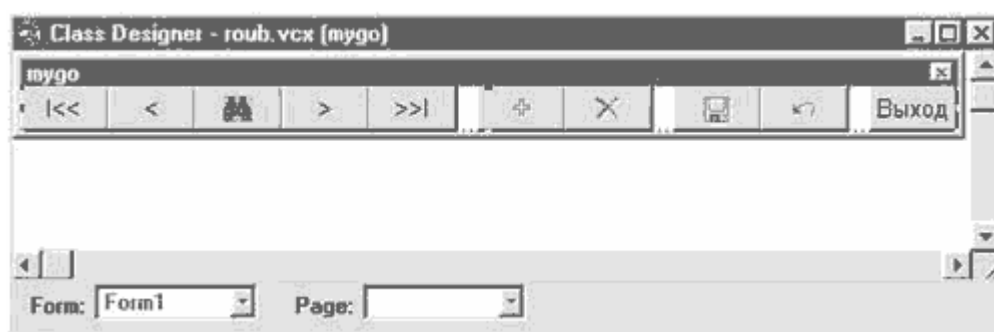 Class Designer - roub.vcx (mygo)
mygo
|<< < > >>| Выход
Form: Form1 Page: